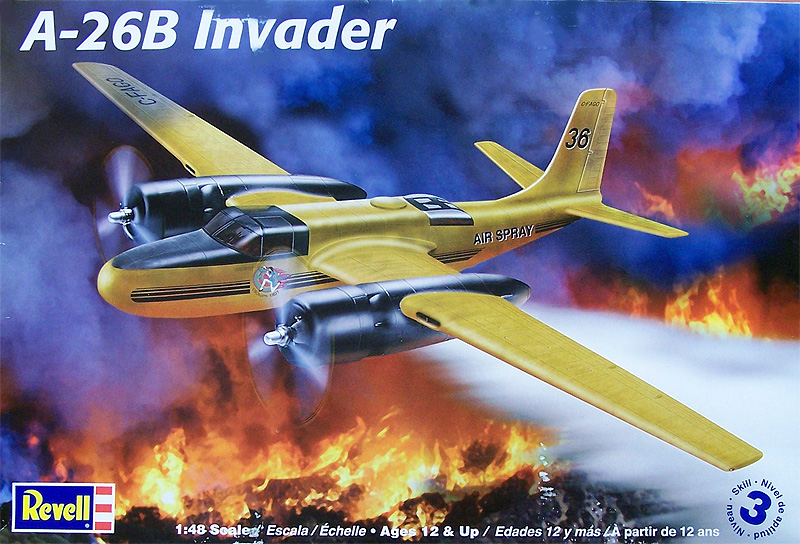 A-26B Invader
C-FAGO
C-FAGO
36
AIR SPRAY
Revell
1:48 Scale / Escala / Échelle • Ages 12 & Up / Edades 12 y más / À partir de 12 ans
Niveau • Skill • Nivel de aptitud
3